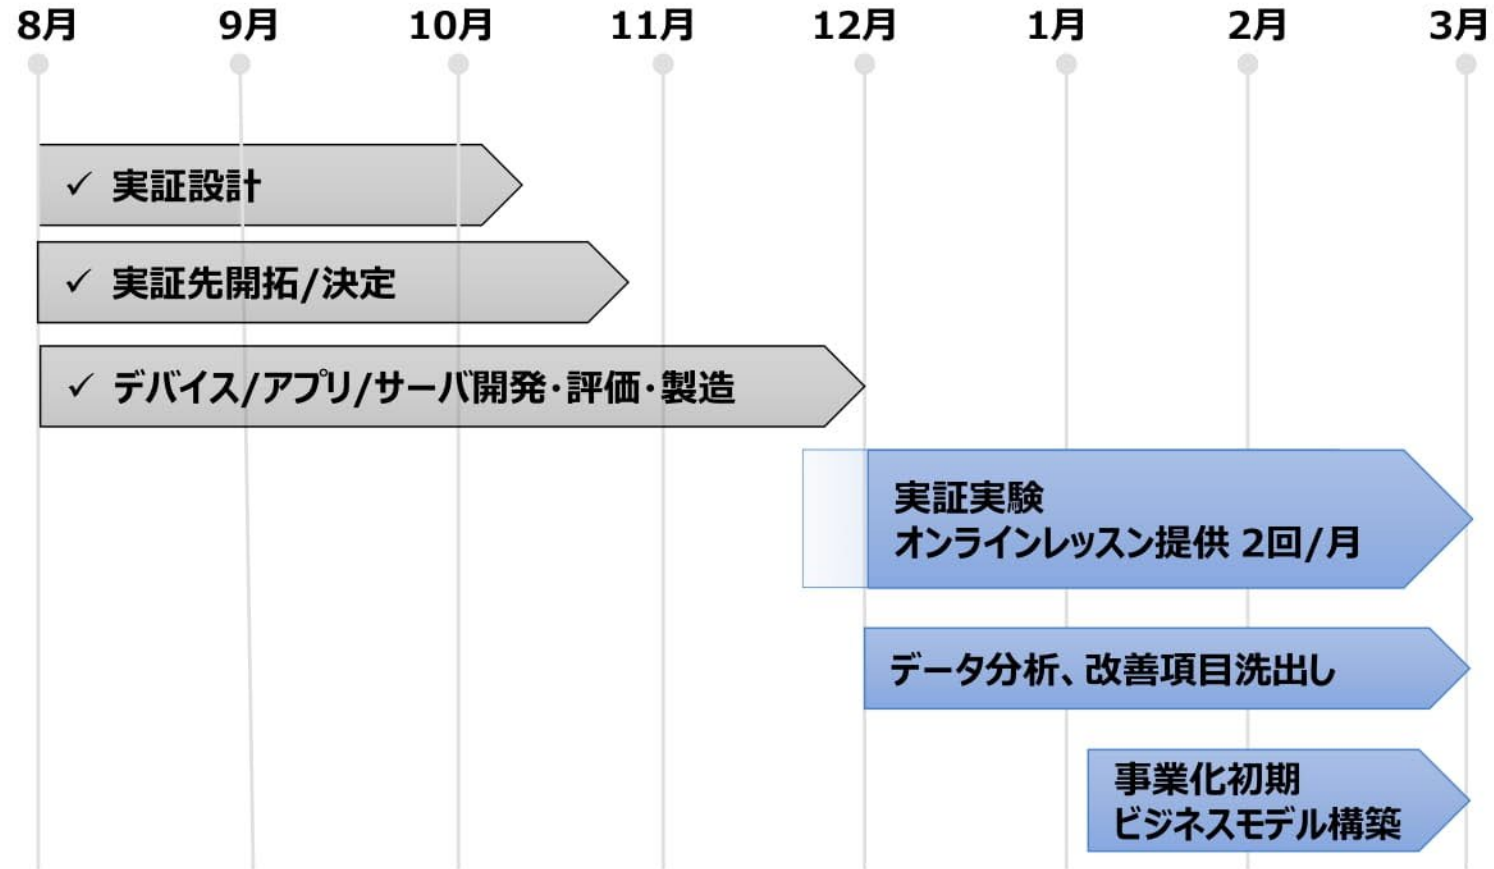 8月 9月 10月 11月 12月 1月 2月 3月
✓ 実証設計
✓ 実証先開拓/決定
✓ デバイス/アプリ/サーバ開発・評価・製造
実証実験
オンラインレッスン提供 2回/月
データ分析、改善項目洗出し
事業化初期
ビジネスモデル構築